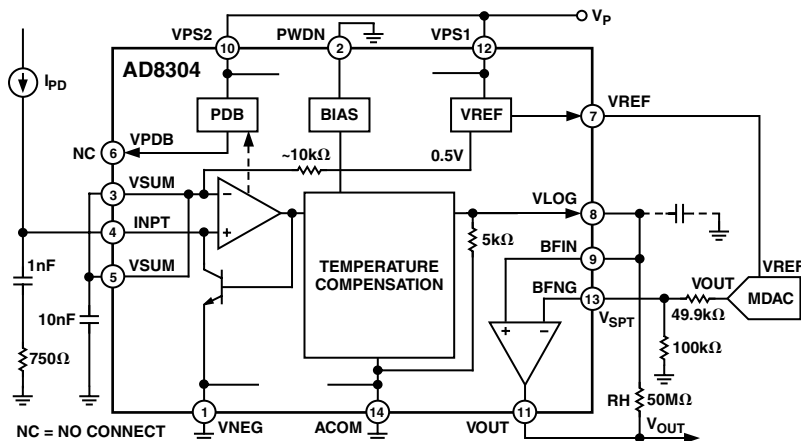 VPS2 PWDN VPS1 VP
10 2 12
AD8304
IPD
PDB BIAS VREF
VREF
7
VPDB
NC 6
~10kΩ 0.5V
VSUM
3
VLOG
8
INPT
4
5kΩ
BFIN
9
1nF
5
VSUM
TEMPERATURE
COMPENSATION
BFNG
13
VSPT
VOUT
49.9kΩ
VREF
MDAC
10nF
100kΩ
750Ω
RH 50MΩ
1 VNEG
ACOM 14
VOUT 11
VOUT
NC = NO CONNECT
− +
+ −